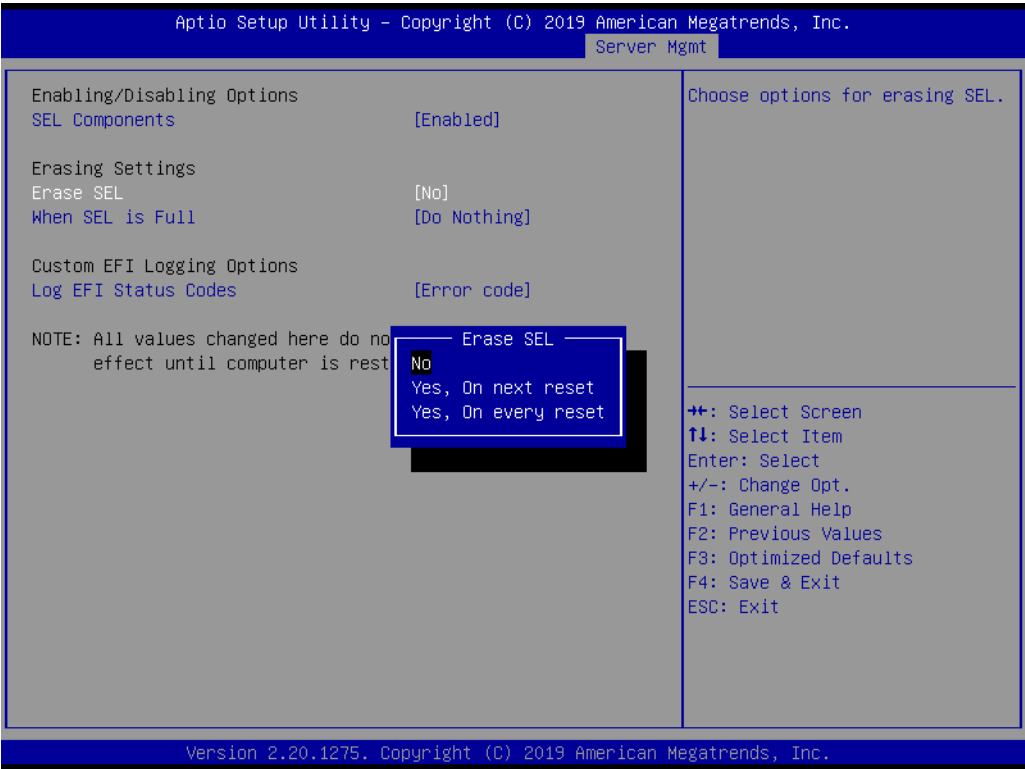 Aptio Setup Utility – Copyright (C) 2019 American Megatrends, Inc.
Server Mgmt
Enabling/Disabling Options
SEL Components [Enabled]
Erasing Settings
Erase SEL [No]
When SEL is Full [Do Nothing]
Custom EFI Logging Options
Log EFI Status Codes [Error code]
NOTE: All values changed here do no
effect until computer is rest
Erase SEL
No
Yes, On next reset
Yes, On every reset
Choose options for erasing SEL.
→←: Select Screen
↑↓: Select Item
Enter: Select
+/-: Change Opt.
F1: General Help
F2: Previous Values
F3: Optimized Defaults
F4: Save & Exit
ESC: Exit
Version 2.20.1275. Copyright (C) 2019 American Megatrends, Inc.